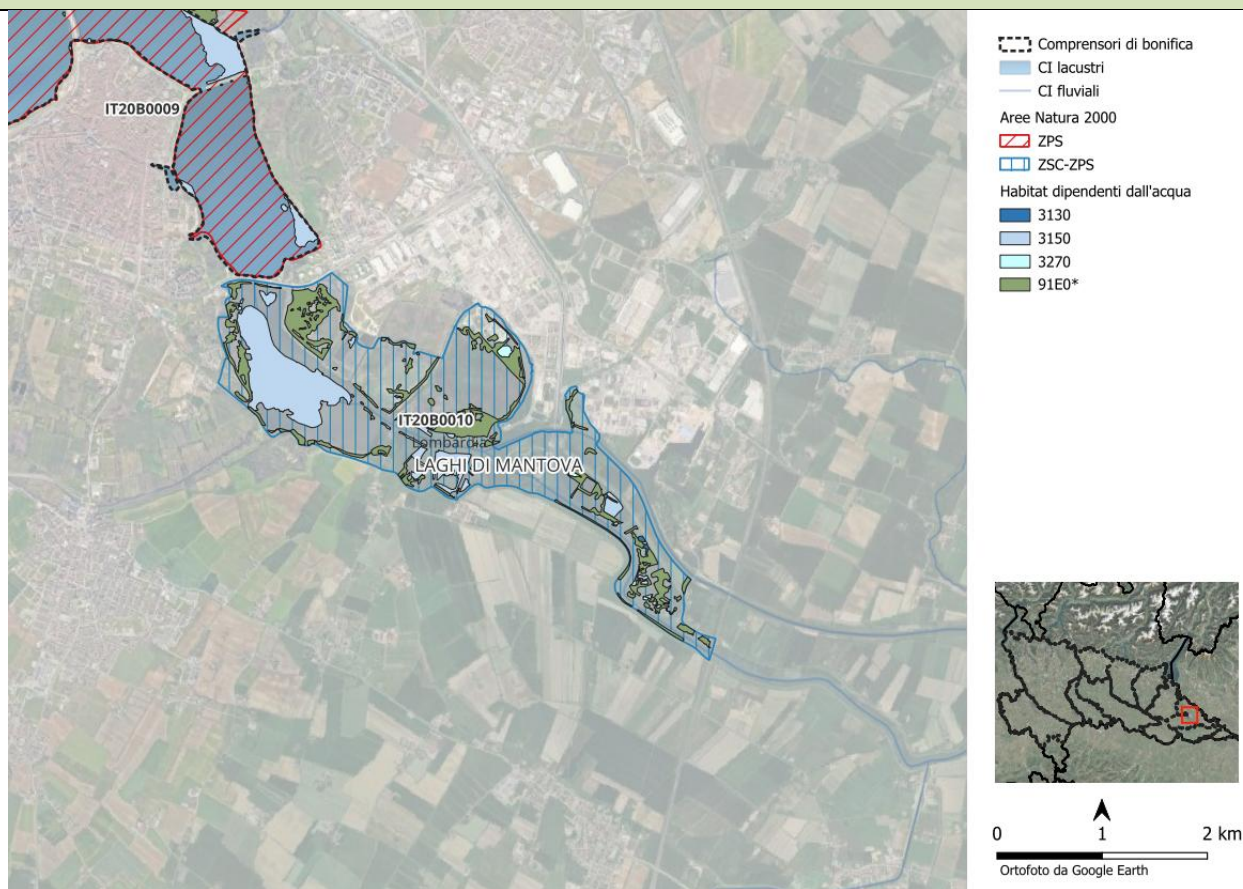 IT20B0009
IT20B0010
Lombardia
LAGHI DI MANTOVA
Comprensori di bonifica
CI lacustri
CI fluviali
Aree Natura 2000
ZPS
ZSC-ZPS
Habitat dipendenti dall'acqua
3130
3150
3270
91E0*
0 1 2 km
Ortofoto da Google Earth